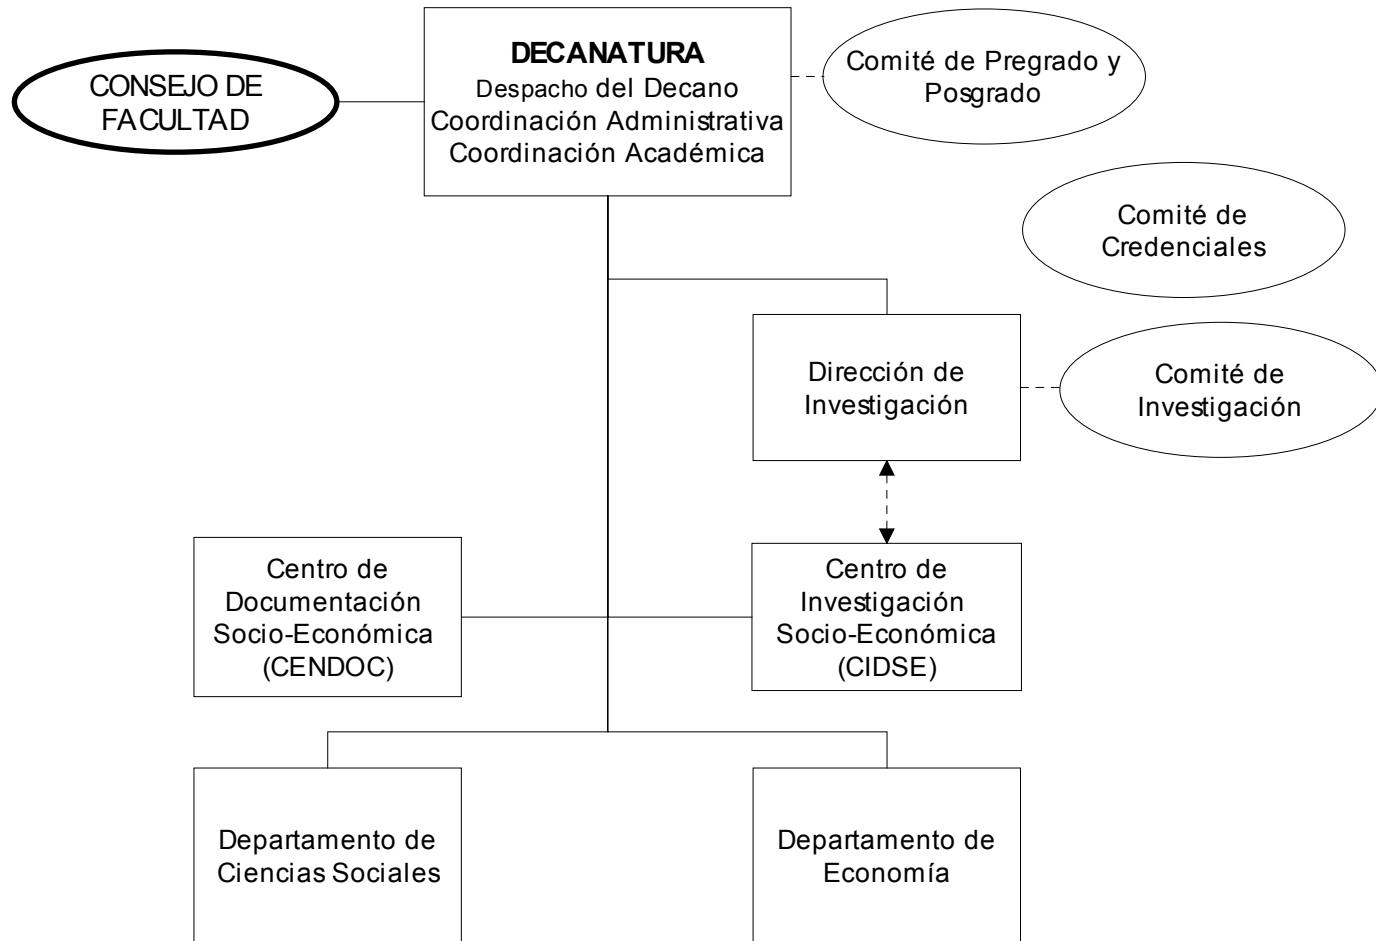 CONSEJO DE
FACULTAD
DECANATURA
Despacho del Decano
Coordinación Administrativa
Coordinación Académica
Comité de Pregrado y
Posgrado
Comité de
Credenciales
Dirección de
Investigación
Comité de
Investigación
Centro de
Documentación
Socio-Económica
(CENDOC)
Centro de
Investigación
Socio-Económica
(CIDSE)
Departamento de
Ciencias Sociales
Departamento de
Economía